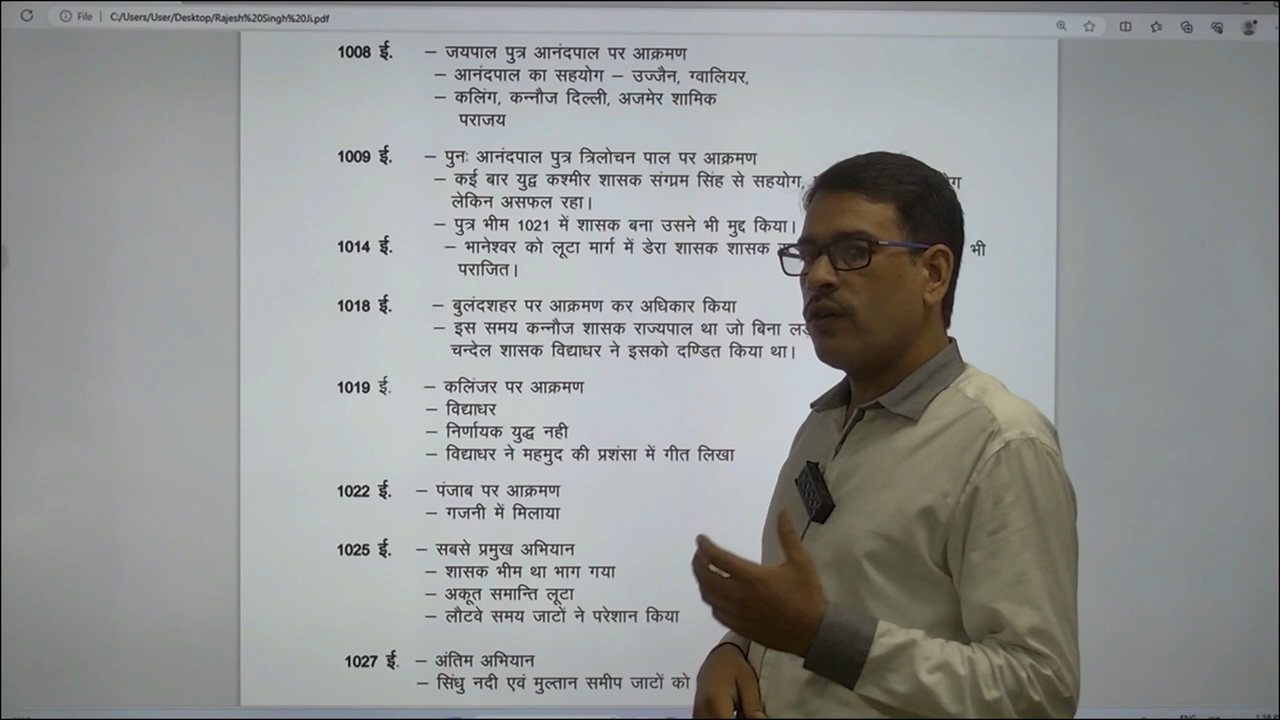 File | C:/Users/User/Desktop/Rajesh%20Singh%20Ji.pdf
1008 ई. – जयपाल पुत्र आनंदपाल पर आक्रमण
– आनंदपाल का सहयोग – उज्जैन, ग्वालियर,
– कलिंग, कन्नौज दिल्ली, अजमेर शामिक
पराजय
1009 ई. – पुनः आनंदपाल पुत्र त्रिलोचन पाल पर आक्रमण
– कई बार युद्व कश्मीर शासक संग्रम सिंह से सहयोग,
लेकिन असफल रहा।
– पुत्र भीम 1021 में शासक बना उसने भी मुद्द किया।
1014 ई. – भानेश्वर को लूटा मार्ग में डेरा शासक शासक भी
पराजित।
1018 ई. – बुलंदशहर पर आक्रमण कर अधिकार किया
– इस समय कन्नौज शासक राज्यपाल था जो बिना
चन्देल शासक विद्याधर ने इसको दण्डित किया था।
1019 ई. – कलिंजर पर आक्रमण
– विद्याधर
– निर्णायक युद्ध नही
– विद्याधर ने महमुद की प्रशंसा में गीत लिखा
1022 ई. – पंजाब पर आक्रमण
– गजनी में मिलाया
1025 ई. – सबसे प्रमुख अभियान
– शासक भीम था भाग गया
– अकूत समान्ति लूटा
– लौटवे समय जाटों ने परेशान किया
1027 ई. – अंतिम अभियान
– सिंधु नदी एवं मुल्तान समीप जाटों को